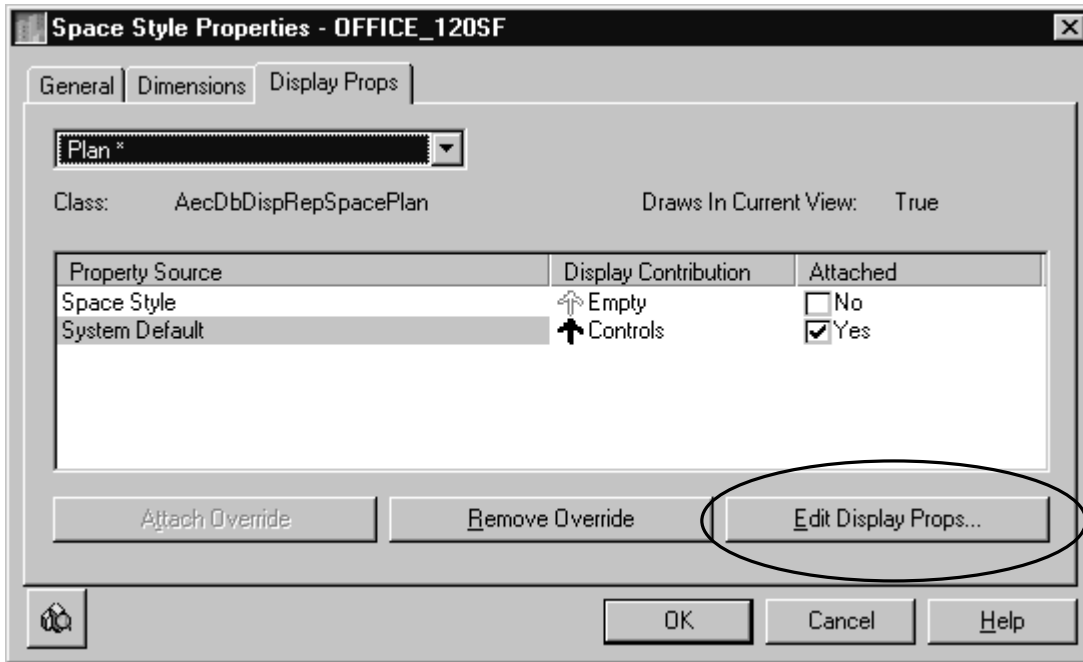 Space Style Properties - OFFICE_120SF
General Dimensions Display Props
Plan *
Class: AecDbDispRepSpacePlan Draws In Current View: True
Property Source Display Contribution Attached
Space Style Empty No
System Default Controls Yes
Attach Override Remove Override Edit Display Props...
OK Cancel Help